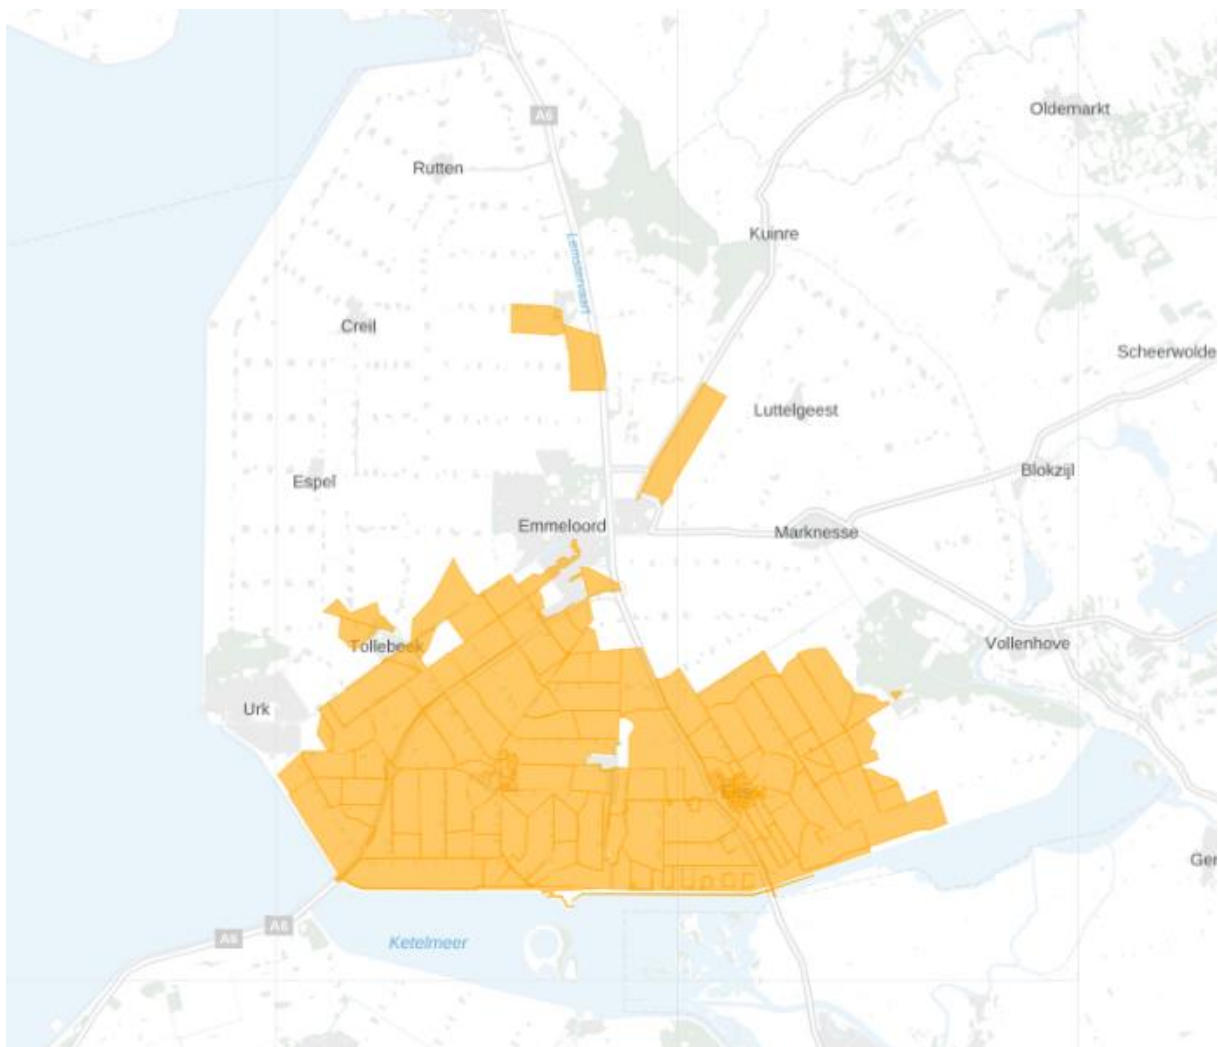 Oldemarkt
A6
Rutten
Kuinre
Lemstervaart
Creil
Scheerwolde
Luttelgeest
Blokzijl
Espel
Emmeloord
Marknesse
Tollebeek
Vollenhove
Urk
Ger
A6
A6
Ketelmeer